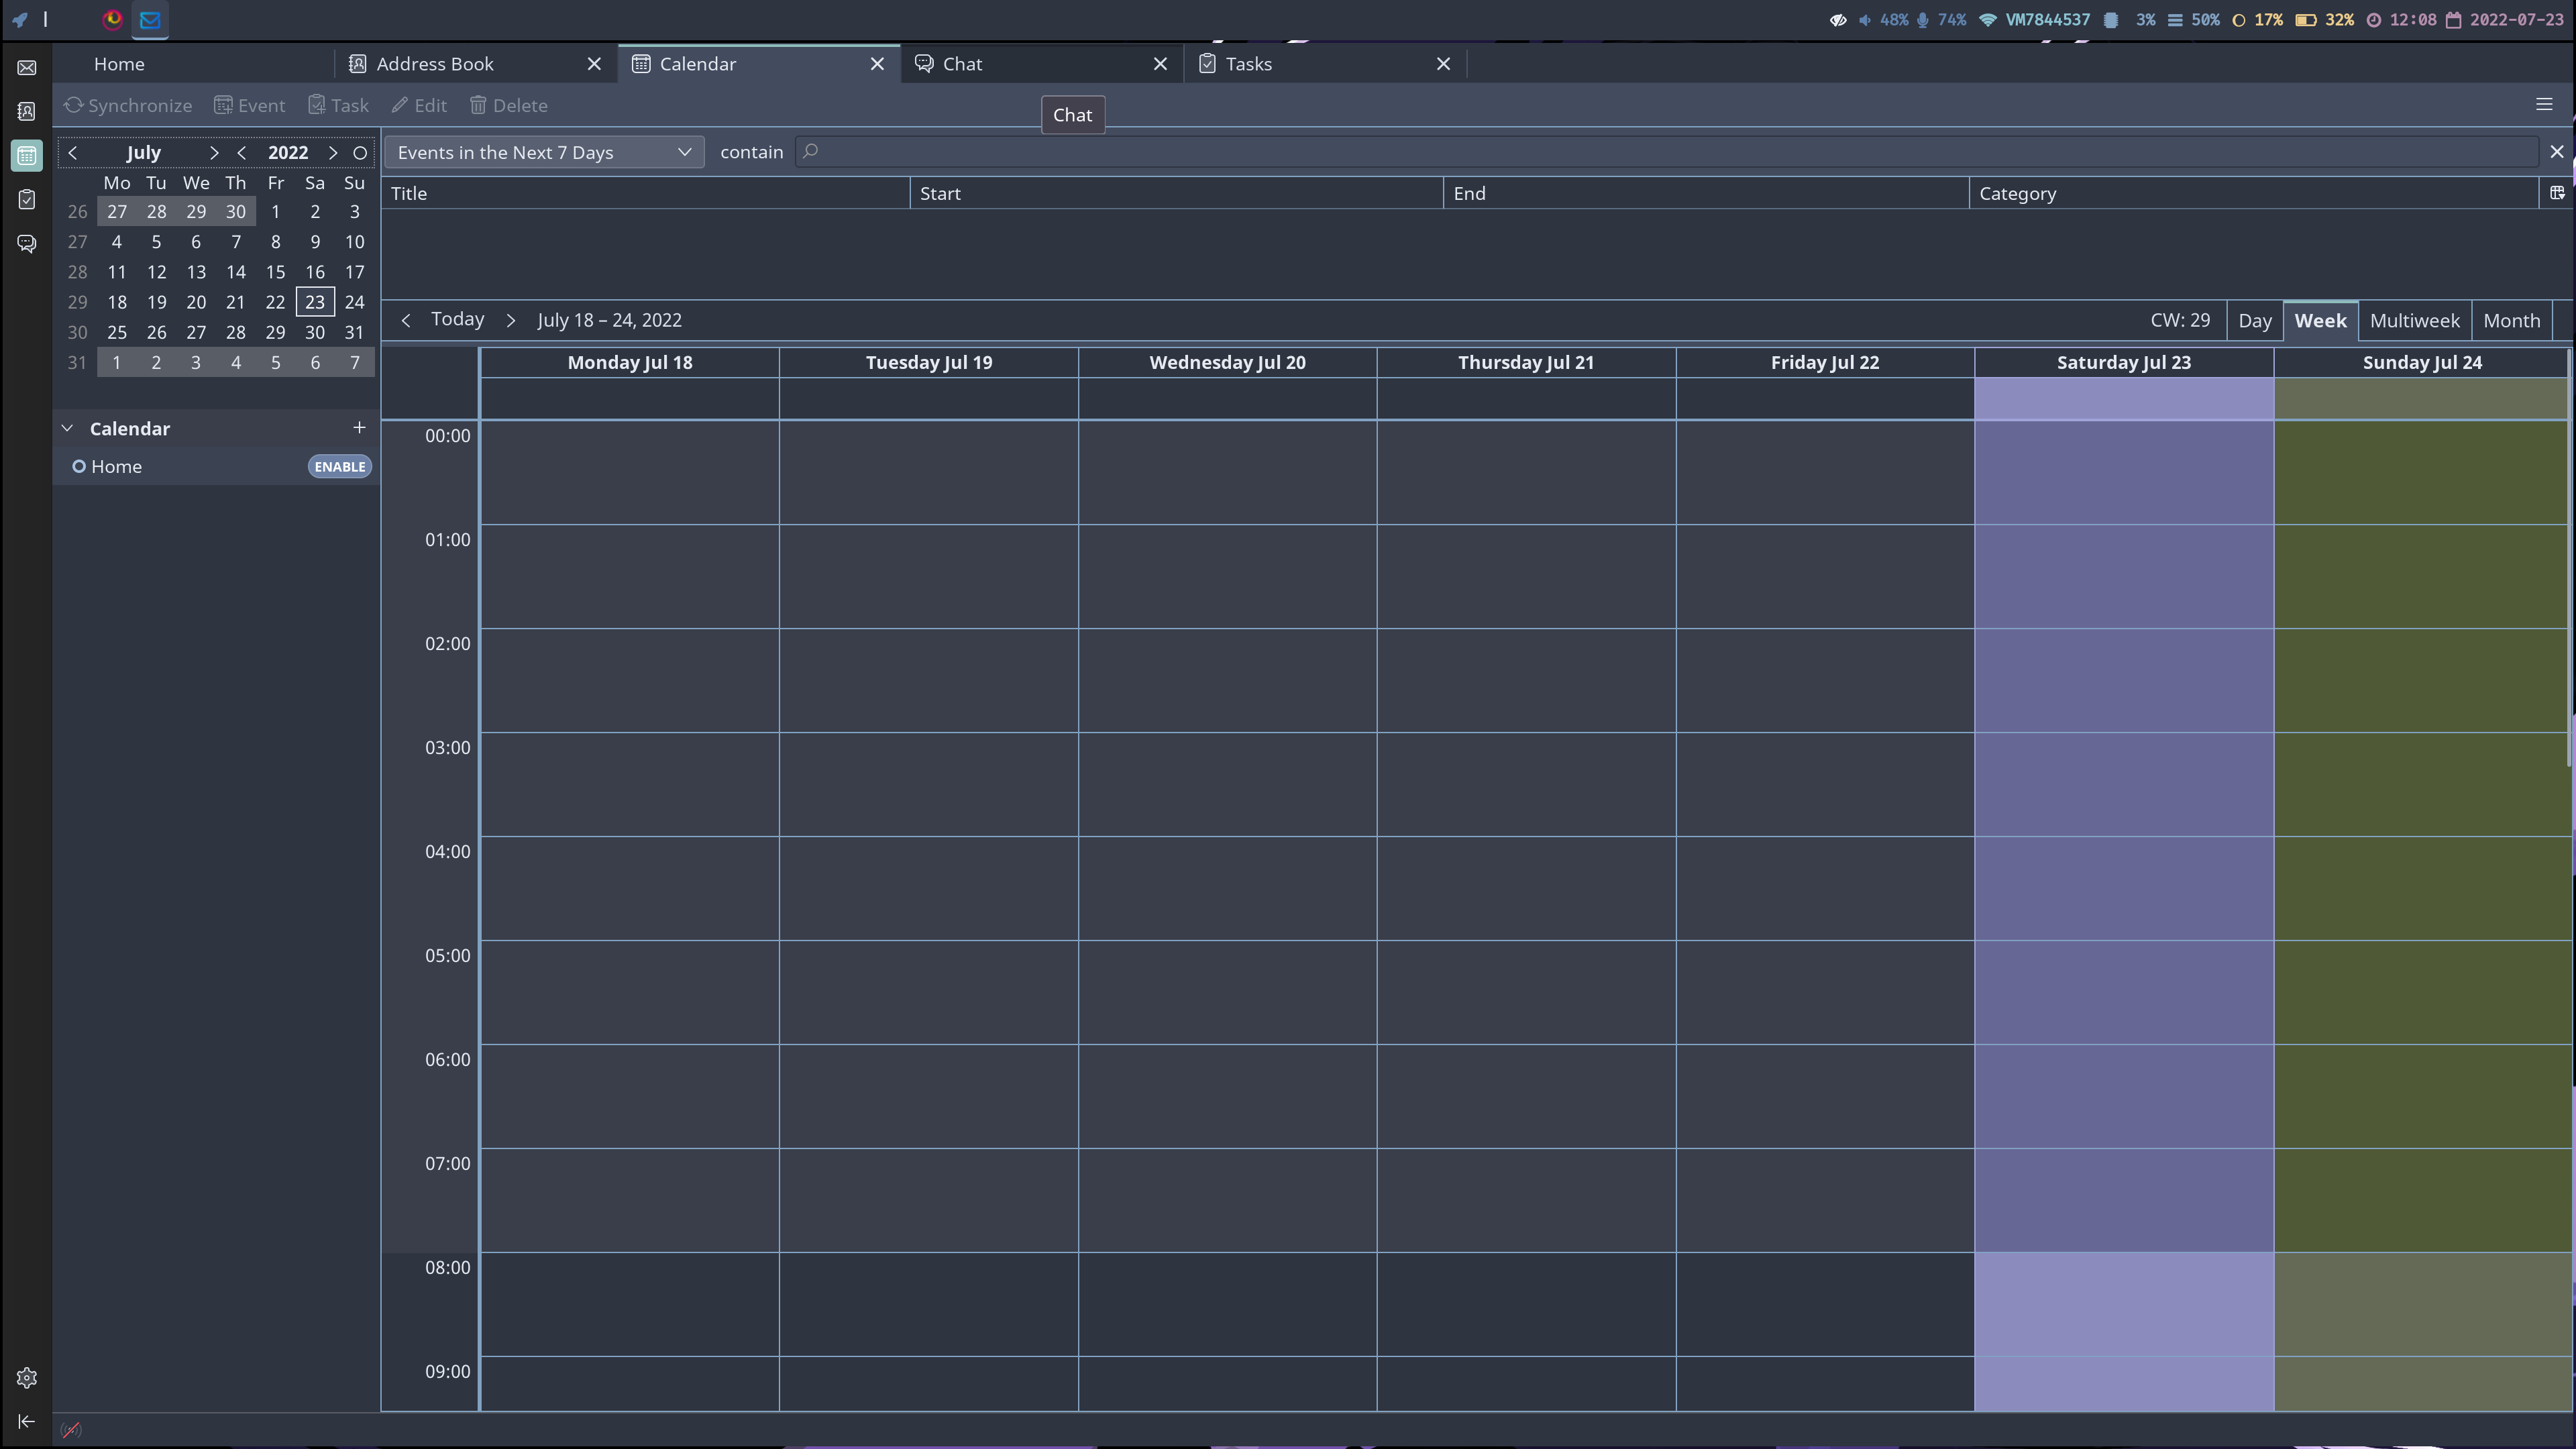 48% 74% VM7844537 3% 50% 17% 32% 12:08 2022-07-23
Home Address Book Calendar Chat Tasks
Synchronize Event Task Edit Delete
Chat
July 2022
Mo Tu We Th Fr Sa Su
26 27 28 29 30 1 2 3
27 4 5 6 7 8 9 10
28 11 12 13 14 15 16 17
29 18 19 20 21 22 23 24
30 25 26 27 28 29 30 31
31 1 2 3 4 5 6 7
Calendar
Home ENABLE
Events in the Next 7 Days contain
Title Start End Category
Today July 18 – 24, 2022 CW: 29 Day Week Multiweek Month
Monday Jul 18 Tuesday Jul 19 Wednesday Jul 20 Thursday Jul 21 Friday Jul 22 Saturday Jul 23 Sunday Jul 24
00:00
01:00
02:00
03:00
04:00
05:00
06:00
07:00
08:00
09:00